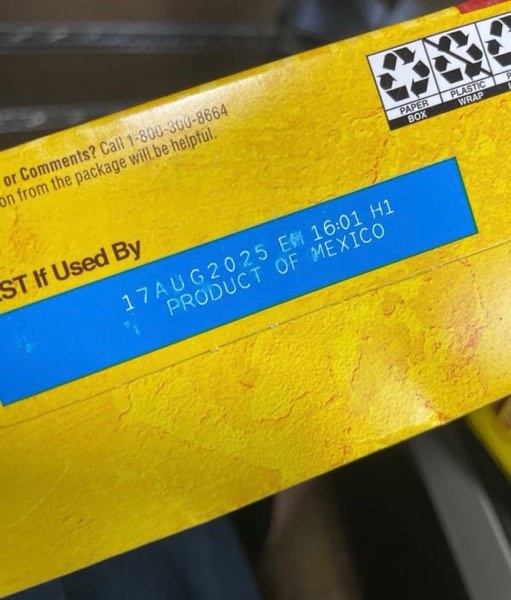 or Comments? Call 1-800-300-8664
on from the package will be helpful.
PAPER
BOX
PLASTIC
WRAP
ST If Used By
17AUG2025 EM 16:01 H1
PRODUCT OF MEXICO